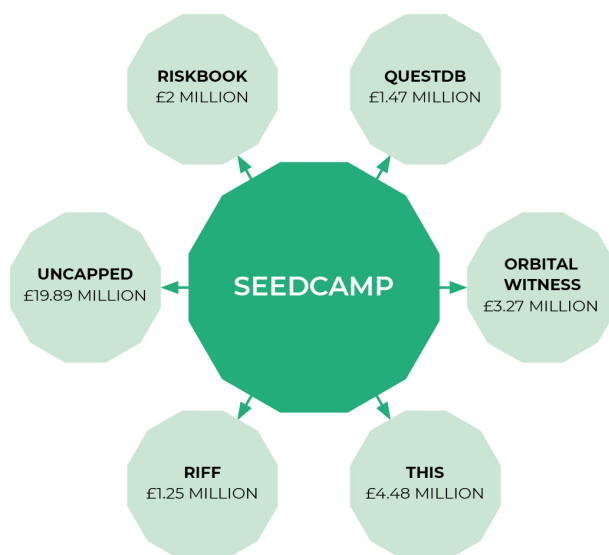 RISKBOOK
£2 MILLION
QUESTDB
£1.47 MILLION
UNCAPPED
£19.89 MILLION
SEEDCAMP
ORBITAL
WITNESS
£3.27 MILLION
RIFF
£1.25 MILLION
THIS
£4.48 MILLION